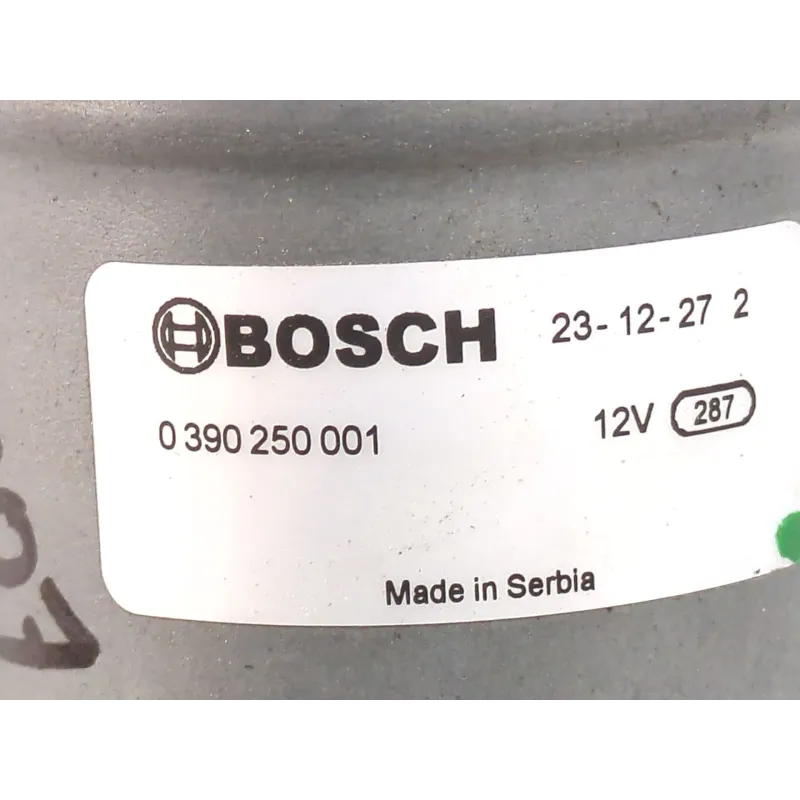 BOSCH 23-12-27 2
0 390 250 001 12V 287
Made in Serbia